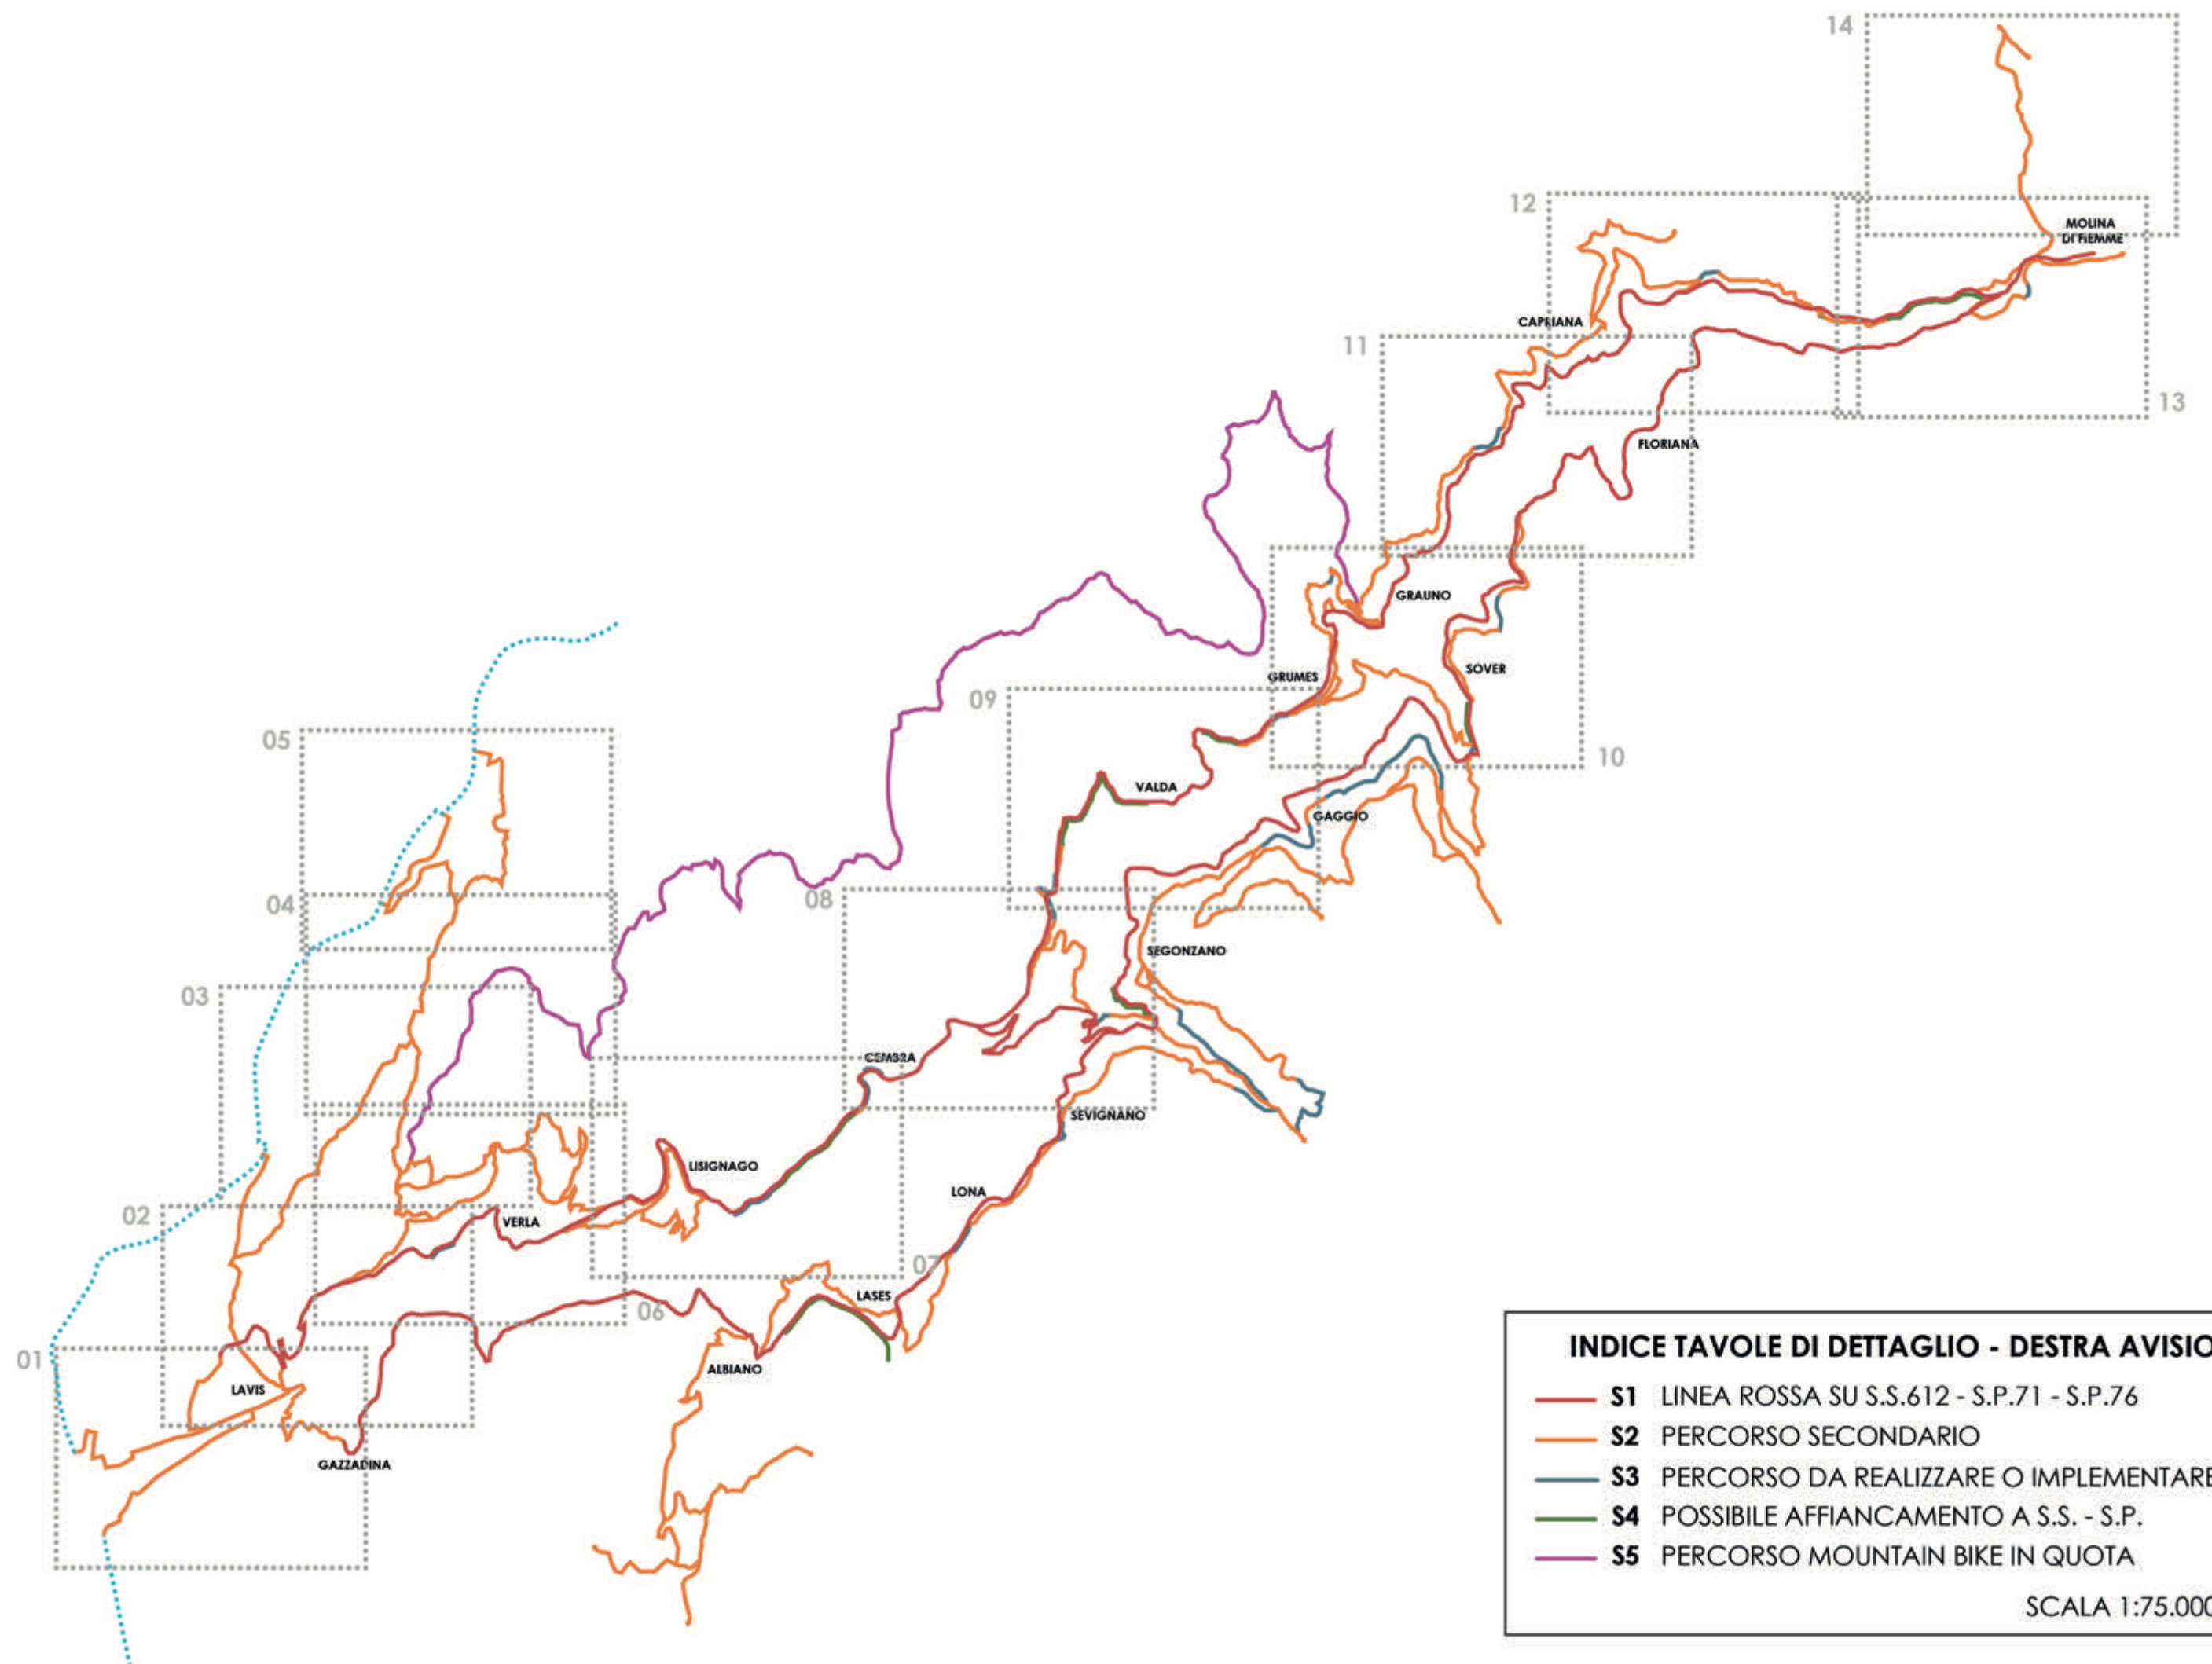 14
12
MOLINA
DI FIEMME
CAPRIANA
11
13
FLORIANA
GRAUNO
SOVER
GRUMES
09
05
10
VALDA
GAGGIO
04
08
SEGONZANO
03
CEMBRA
SEVIGNANO
LISIGNAGO
LONA
02
VERLA
07
LASES
06
01
ALBIANO
LAVIS
GAZZADINA
INDICE TAVOLE DI DETTAGLIO - DESTRA AVISIO
S1 LINEA ROSSA SU S.S.612 - S.P.71 - S.P.76
S2 PERCORSO SECONDARIO
S3 PERCORSO DA REALIZZARE O IMPLEMENTARE
S4 POSSIBILE AFFIANCAMENTO A S.S. - S.P.
S5 PERCORSO MOUNTAIN BIKE IN QUOTA
SCALA 1:75.000